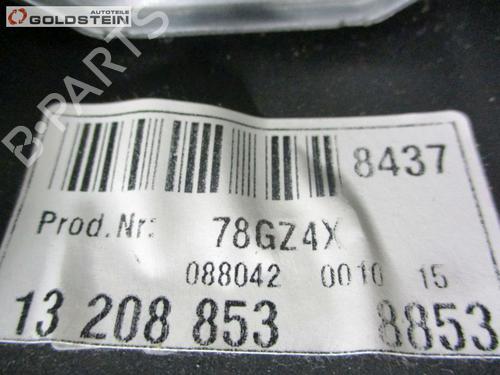 AUTOTEILE
GOLDSTEIN
B-PARTS
8437
Prod.Nr: 78GZ4X
088042 0010 15
13 208 853 8853